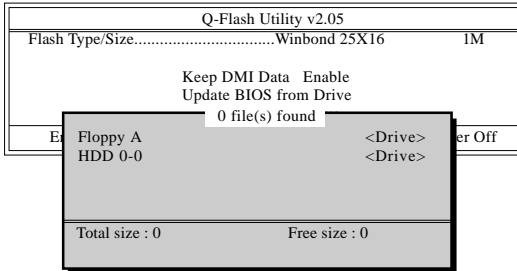 Q-Flash Utility v2.05
Flash Type/Size.................................Winbond 25X16 1M
Keep DMI Data Enable
Update BIOS from Drive
0 file(s) found
Floppy A <Drive>
HDD 0-0 <Drive>
Total size : 0 Free size : 0
Off